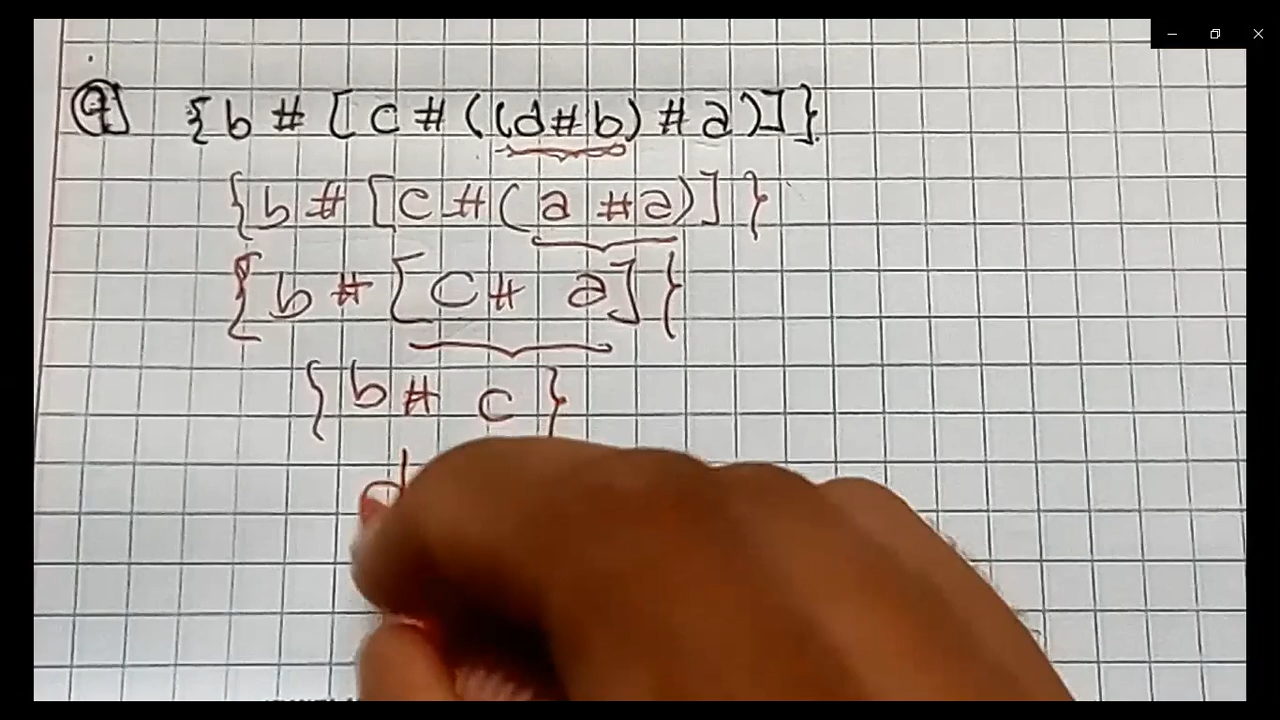 9] {b # [c # ((d # b) # a)]}
{b # [c # (a # a)]}
{b # [c # a]}
{b # c}
d